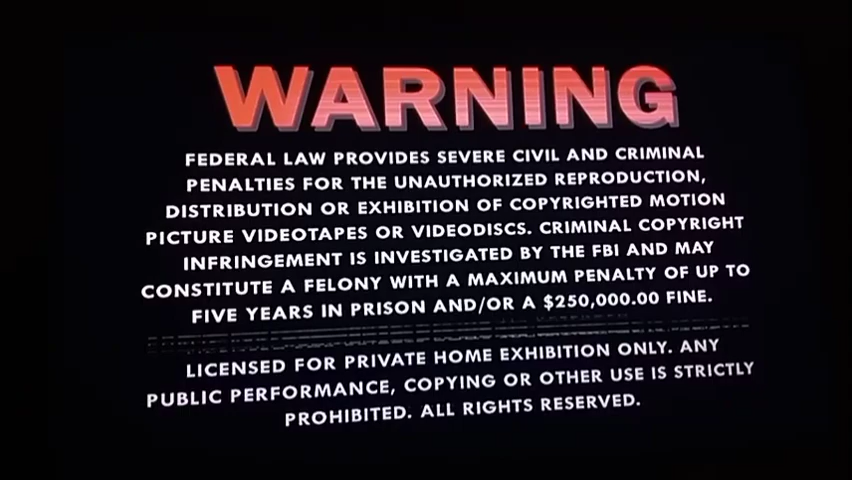 WARNING
FEDERAL LAW PROVIDES SEVERE CIVIL AND CRIMINAL
PENALTIES FOR THE UNAUTHORIZED REPRODUCTION,
DISTRIBUTION OR EXHIBITION OF COPYRIGHTED MOTION
PICTURE VIDEOTAPES OR VIDEODISCS. CRIMINAL COPYRIGHT
INFRINGEMENT IS INVESTIGATED BY THE FBI AND MAY
CONSTITUTE A FELONY WITH A MAXIMUM PENALTY OF UP TO
FIVE YEARS IN PRISON AND/OR A $250,000.00 FINE.
LICENSED FOR PRIVATE HOME EXHIBITION ONLY. ANY
PUBLIC PERFORMANCE, COPYING OR OTHER USE IS STRICTLY
PROHIBITED. ALL RIGHTS RESERVED.